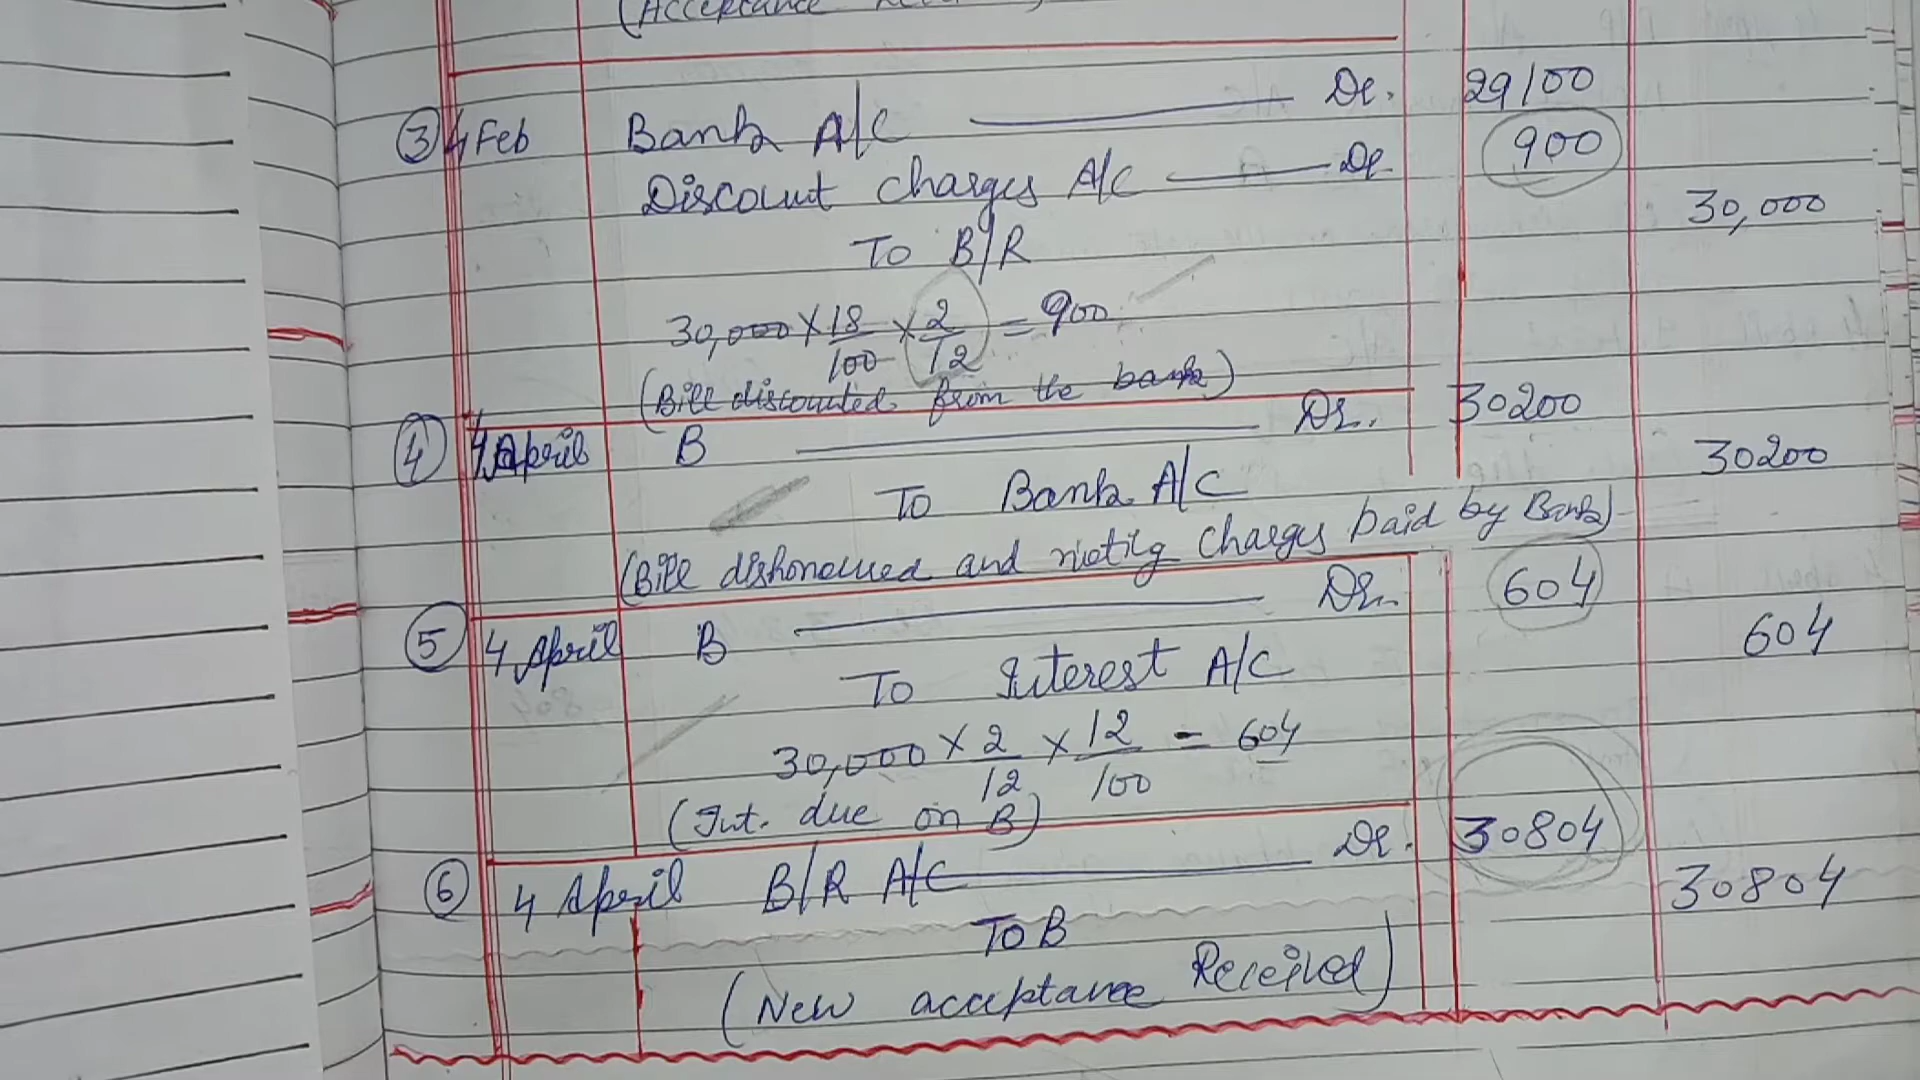 (Acceptance
③ 4 Feb Bank A/C Dr. 29100
Discount charges A/C Dr. 900
To B/R 30,000
30,000 × 18/100 × 2/12 = 900
(Bill discounted from the bank)
④ 4 April B Dr. 30200
To Bank A/C 30200
(Bill dishonoured and noting charges paid by Bank)
⑤ 4 April B Dr. 604
To Interest A/C 604
30,000 × 2/12 × 12/100 = 604
(Int. due on B)
⑥ 4 April B/R A/C Dr. 30804
To B 30804
(New acceptance Received)